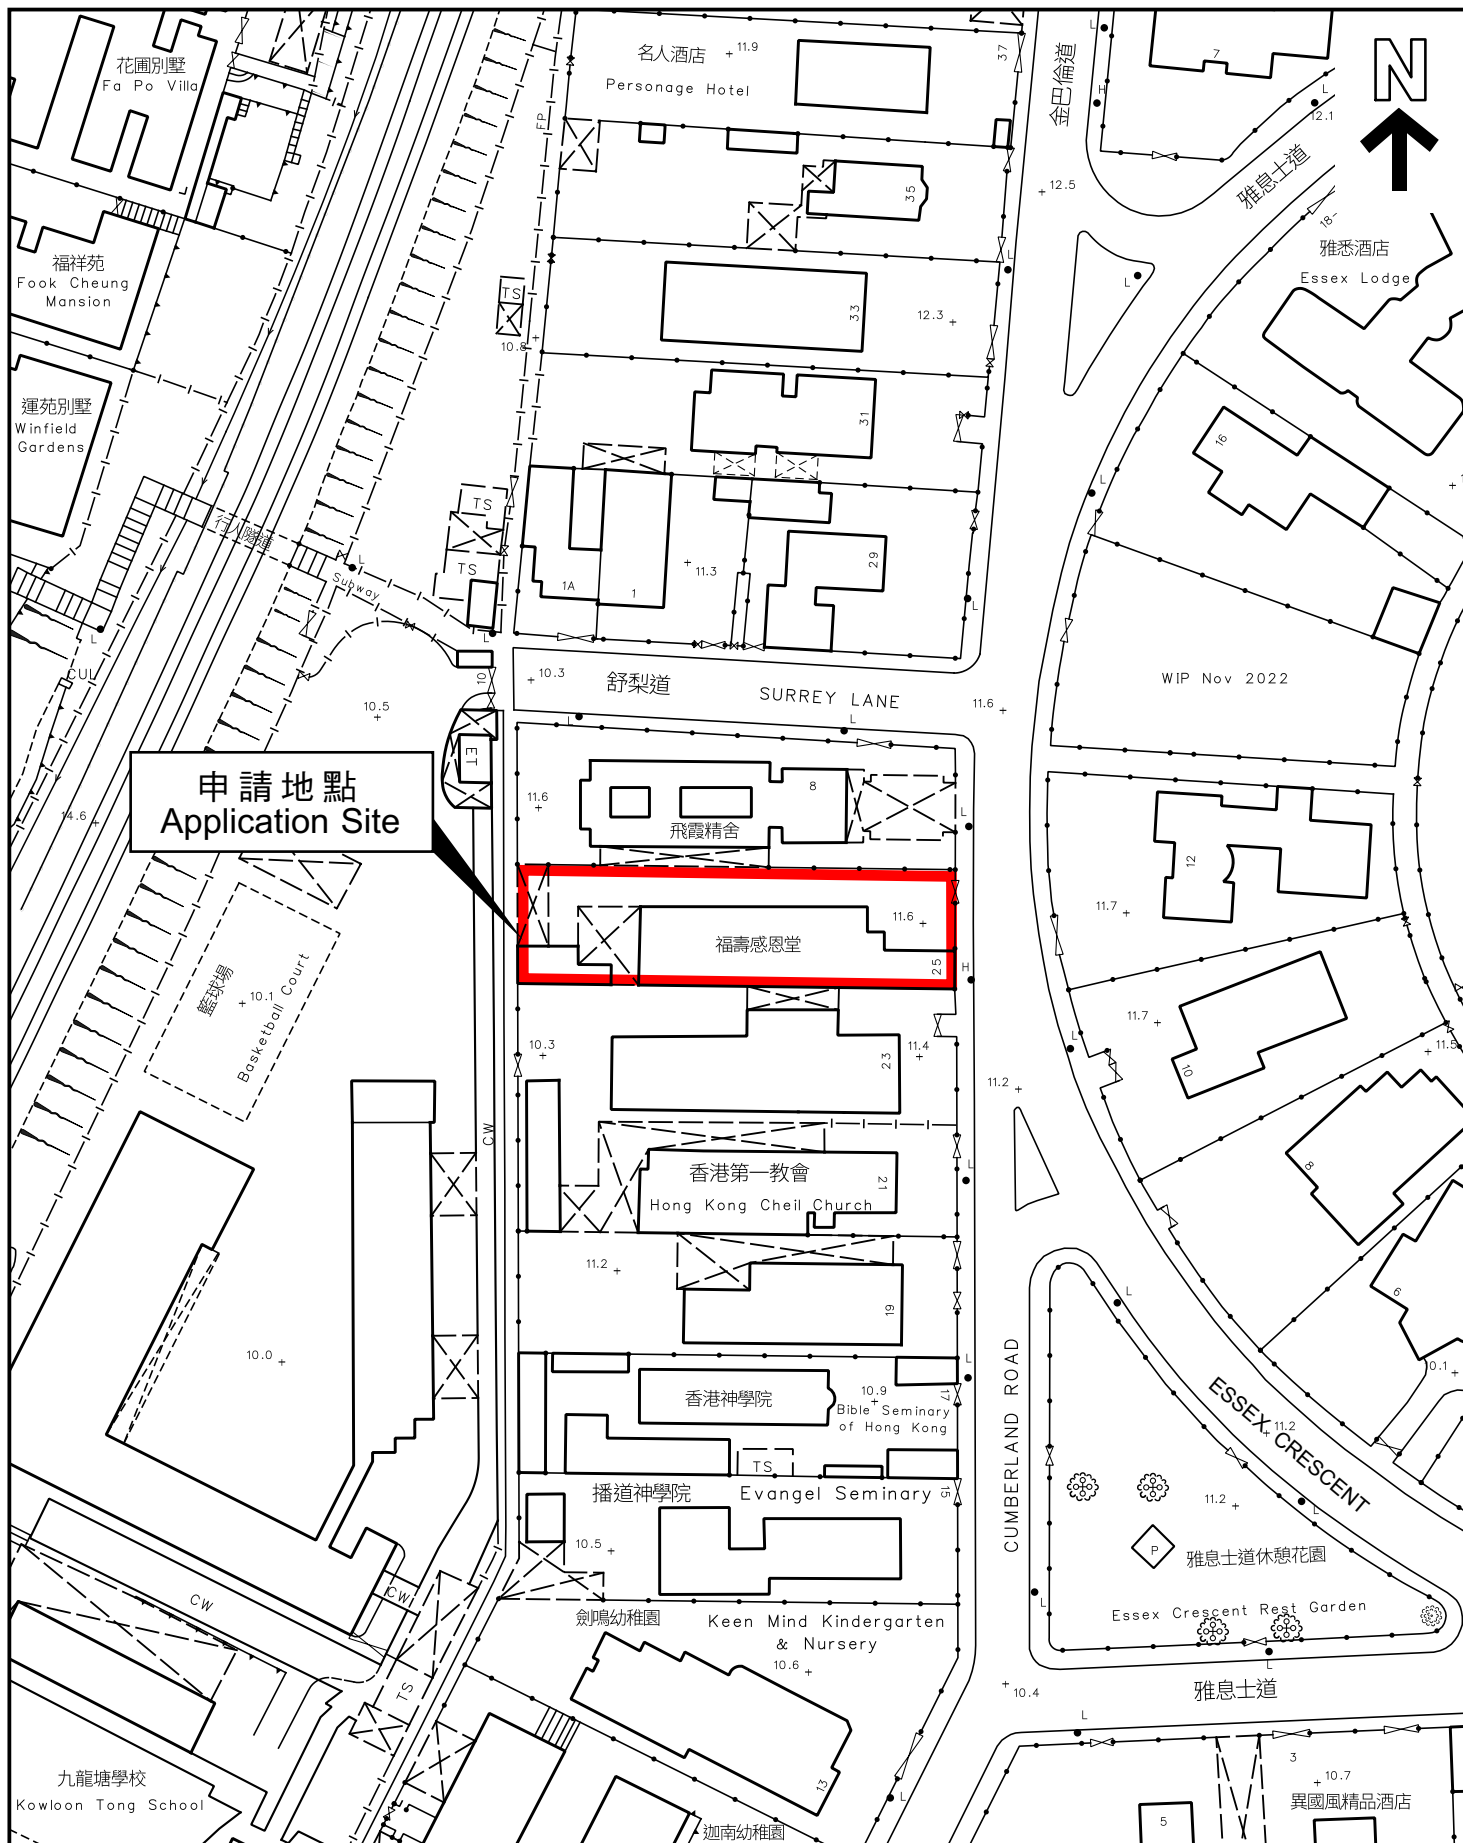 花圃別墅
Fa Po Villa
名人酒店
11.9
Personage Hotel
37
金巴倫道
7
N
L
H
L
12.1
雅息士道
FP
35
12.5
18-
雅悉酒店
Essex Lodge
福祥苑
Fook Cheung
Mansion
L
L
TS
33
12.3
10.8
運苑別墅
Winfield
Gardens
31
16
L
TS
行人隧道
Subway
L
TS
11.3
29
1A
1
L
L
L
CUL
10.3
舒梨道
SURREY LANE
11.6
WIP Nov 2022
10.5
L
L
ET
申請地點
Application Site
14.6
11.6
8
飛霞精舍
L
12
11.7
11.6
福壽感恩堂
25
H
籃球場
10.1
Basketball Court
10.3
23
11.4
11.2
L
11.7
10
11.5
CW
香港第一教會
Hong Kong Cheil Church
21
L
8
11.2
19
6
L
10.0
香港神學院
10.9
Bible Seminary
of Hong Kong
17
L
CUMBERLAND ROAD
ESSEX CRESCENT
11.2
10.1
TS
播道神學院
Evangel Seminary
15
11.2
L
10.5
P
雅息士道休憩花園
Essex Crescent Rest Garden
L
CW
CW
劍鳴幼稚園
Keen Mind Kindergarten
& Nursery
10.6
L
TS
10.4
雅息士道
L
13
九龍塘學校
Kowloon Tong School
L
3
10.7
異國風精品酒店
5
迦南幼稚園